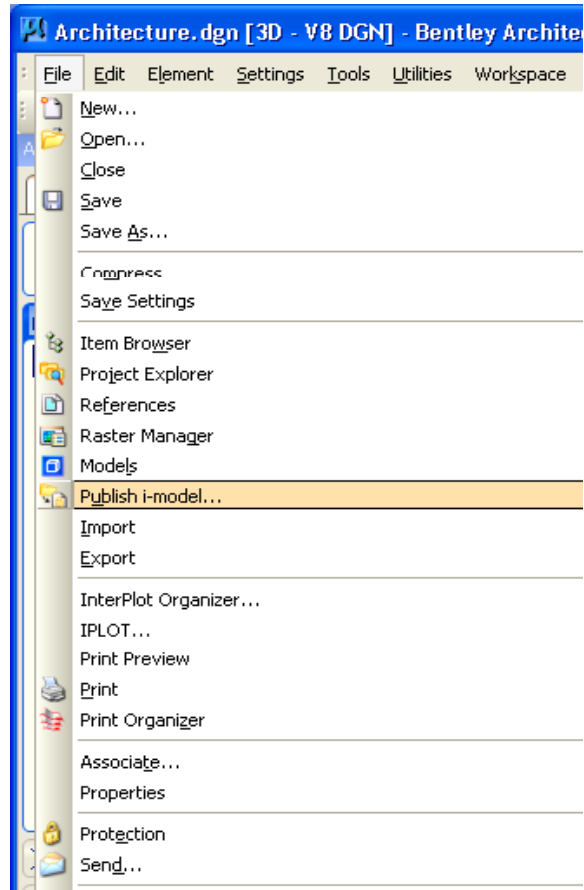 Architecture.dgn [3D - V8 DGN] - Bentley Archite
File Edit Element Settings Tools Utilities Workspace
New...
Open...
Close
Save
Save As...
Compress
Save Settings
Item Browser
Project Explorer
References
Raster Manager
Models
Publish i-model...
Import
Export
InterPlot Organizer...
IPLOT...
Print Preview
Print
Print Organizer
Associate...
Properties
Protection
Send...